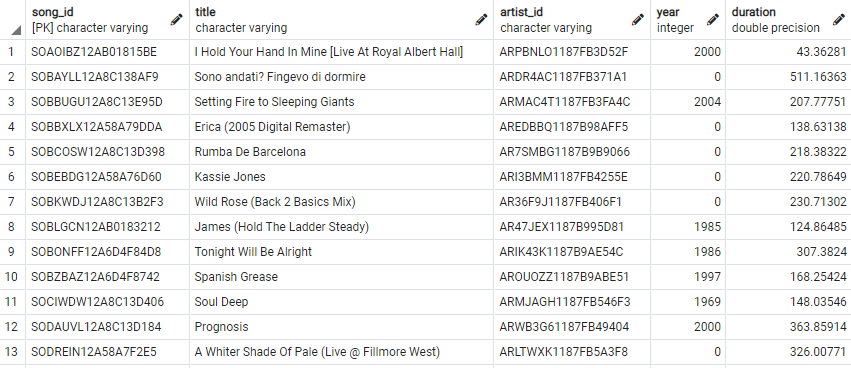 song_id title artist_id year duration
[PK] character varying character varying character varying integer double precision
1 SOAOIBZ12AB01815BE I Hold Your Hand In Mine [Live At Royal Albert Hall] ARPBNLO1187FB3D52F 2000 43.36281
2 SOBAYLL12A8C138AF9 Sono andati? Fingevo di dormire ARDR4AC1187FB371A1 0 511.16363
3 SOBBUGU12A8C13E95D Setting Fire to Sleeping Giants ARMAC4T1187FB3FA4C 2004 207.77751
4 SOBBXLX12A58A79DDA Erica (2005 Digital Remaster) AREDBBQ1187B98AFF5 0 138.63138
5 SOBCOSW12A8C13D398 Rumba De Barcelona AR7SMBG1187B9B9066 0 218.38322
6 SOBEBDG12A58A76D60 Kassie Jones ARI3BMM1187FB4255E 0 220.78649
7 SOBKWDJ12A8C13B2F3 Wild Rose (Back 2 Basics Mix) AR36F9J1187FB406F1 0 230.71302
8 SOBLGCN12AB0183212 James (Hold The Ladder Steady) AR47JEX1187B995D81 1985 124.86485
9 SOBONFF12A6D4F84D8 Tonight Will Be Alright ARIK43K1187B9AE54C 1986 307.3824
10 SOBZBAZ12A6D4F8742 Spanish Grease AROUOZZ1187B9ABE51 1997 168.25424
11 SOCIWDW12A8C13D406 Soul Deep ARMJAGH1187FB546F3 1969 148.03546
12 SODAUVL12A8C13D184 Prognosis ARWB3G61187FB49404 2000 363.85914
13 SODREIN12A58A7F2E5 A Whiter Shade Of Pale (Live @ Fillmore West) ARLTWXK1187FB5A3F8 0 326.00771